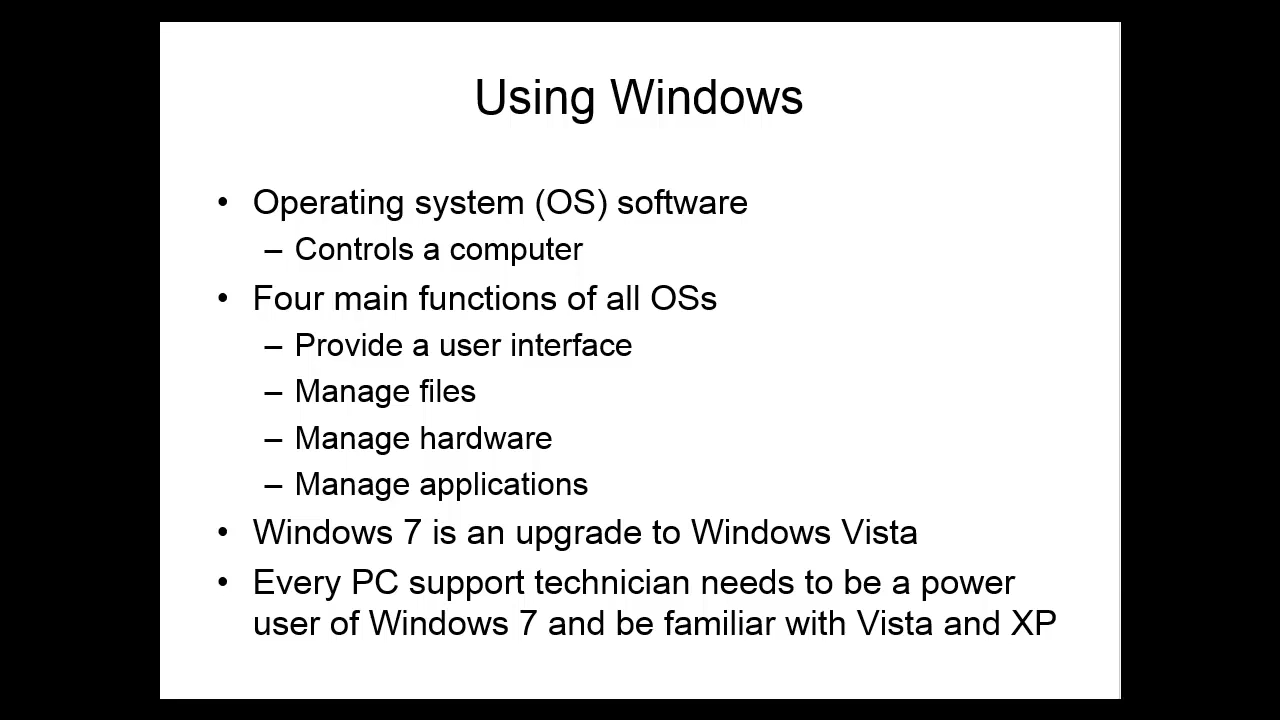 Using Windows
• Operating system (OS) software
– Controls a computer
• Four main functions of all OSs
– Provide a user interface
– Manage files
– Manage hardware
– Manage applications
• Windows 7 is an upgrade to Windows Vista
• Every PC support technician needs to be a power
user of Windows 7 and be familiar with Vista and XP